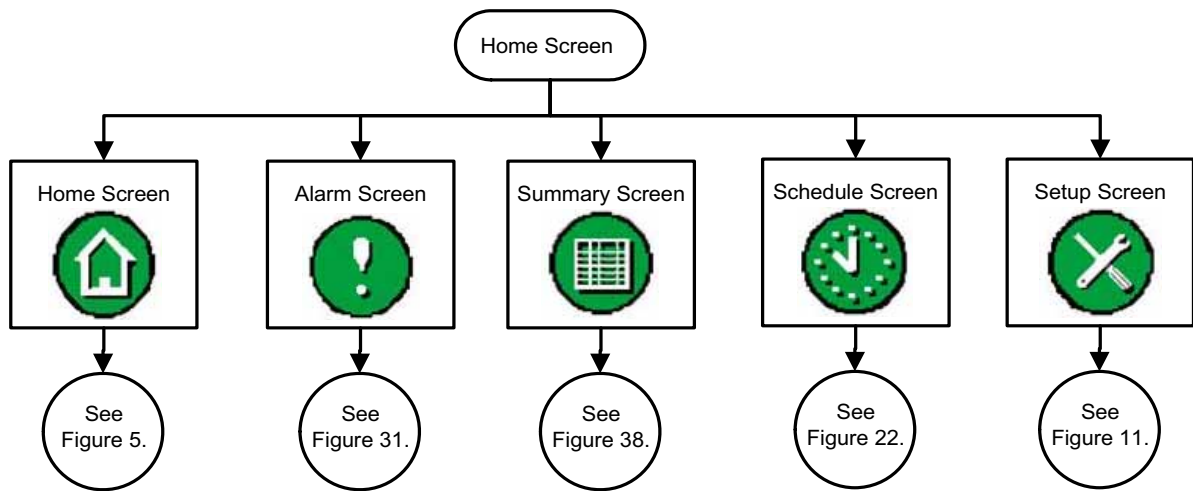 Home Screen
Home Screen
Alarm Screen
Summary Screen
Schedule Screen
Setup Screen
See
Figure 5.
See
Figure 31.
See
Figure 38.
See
Figure 22.
See
Figure 11.